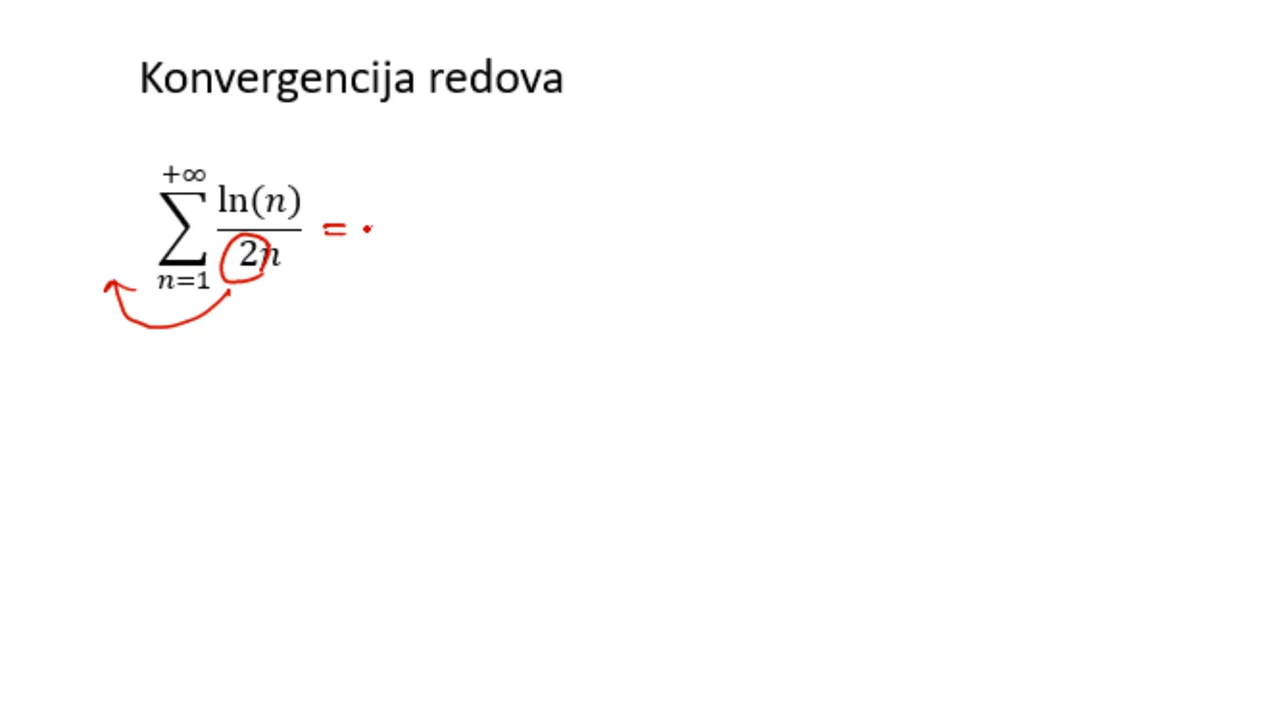 Konvergencija redova
+∞
∑ ln(n)/2n = ·
n=1